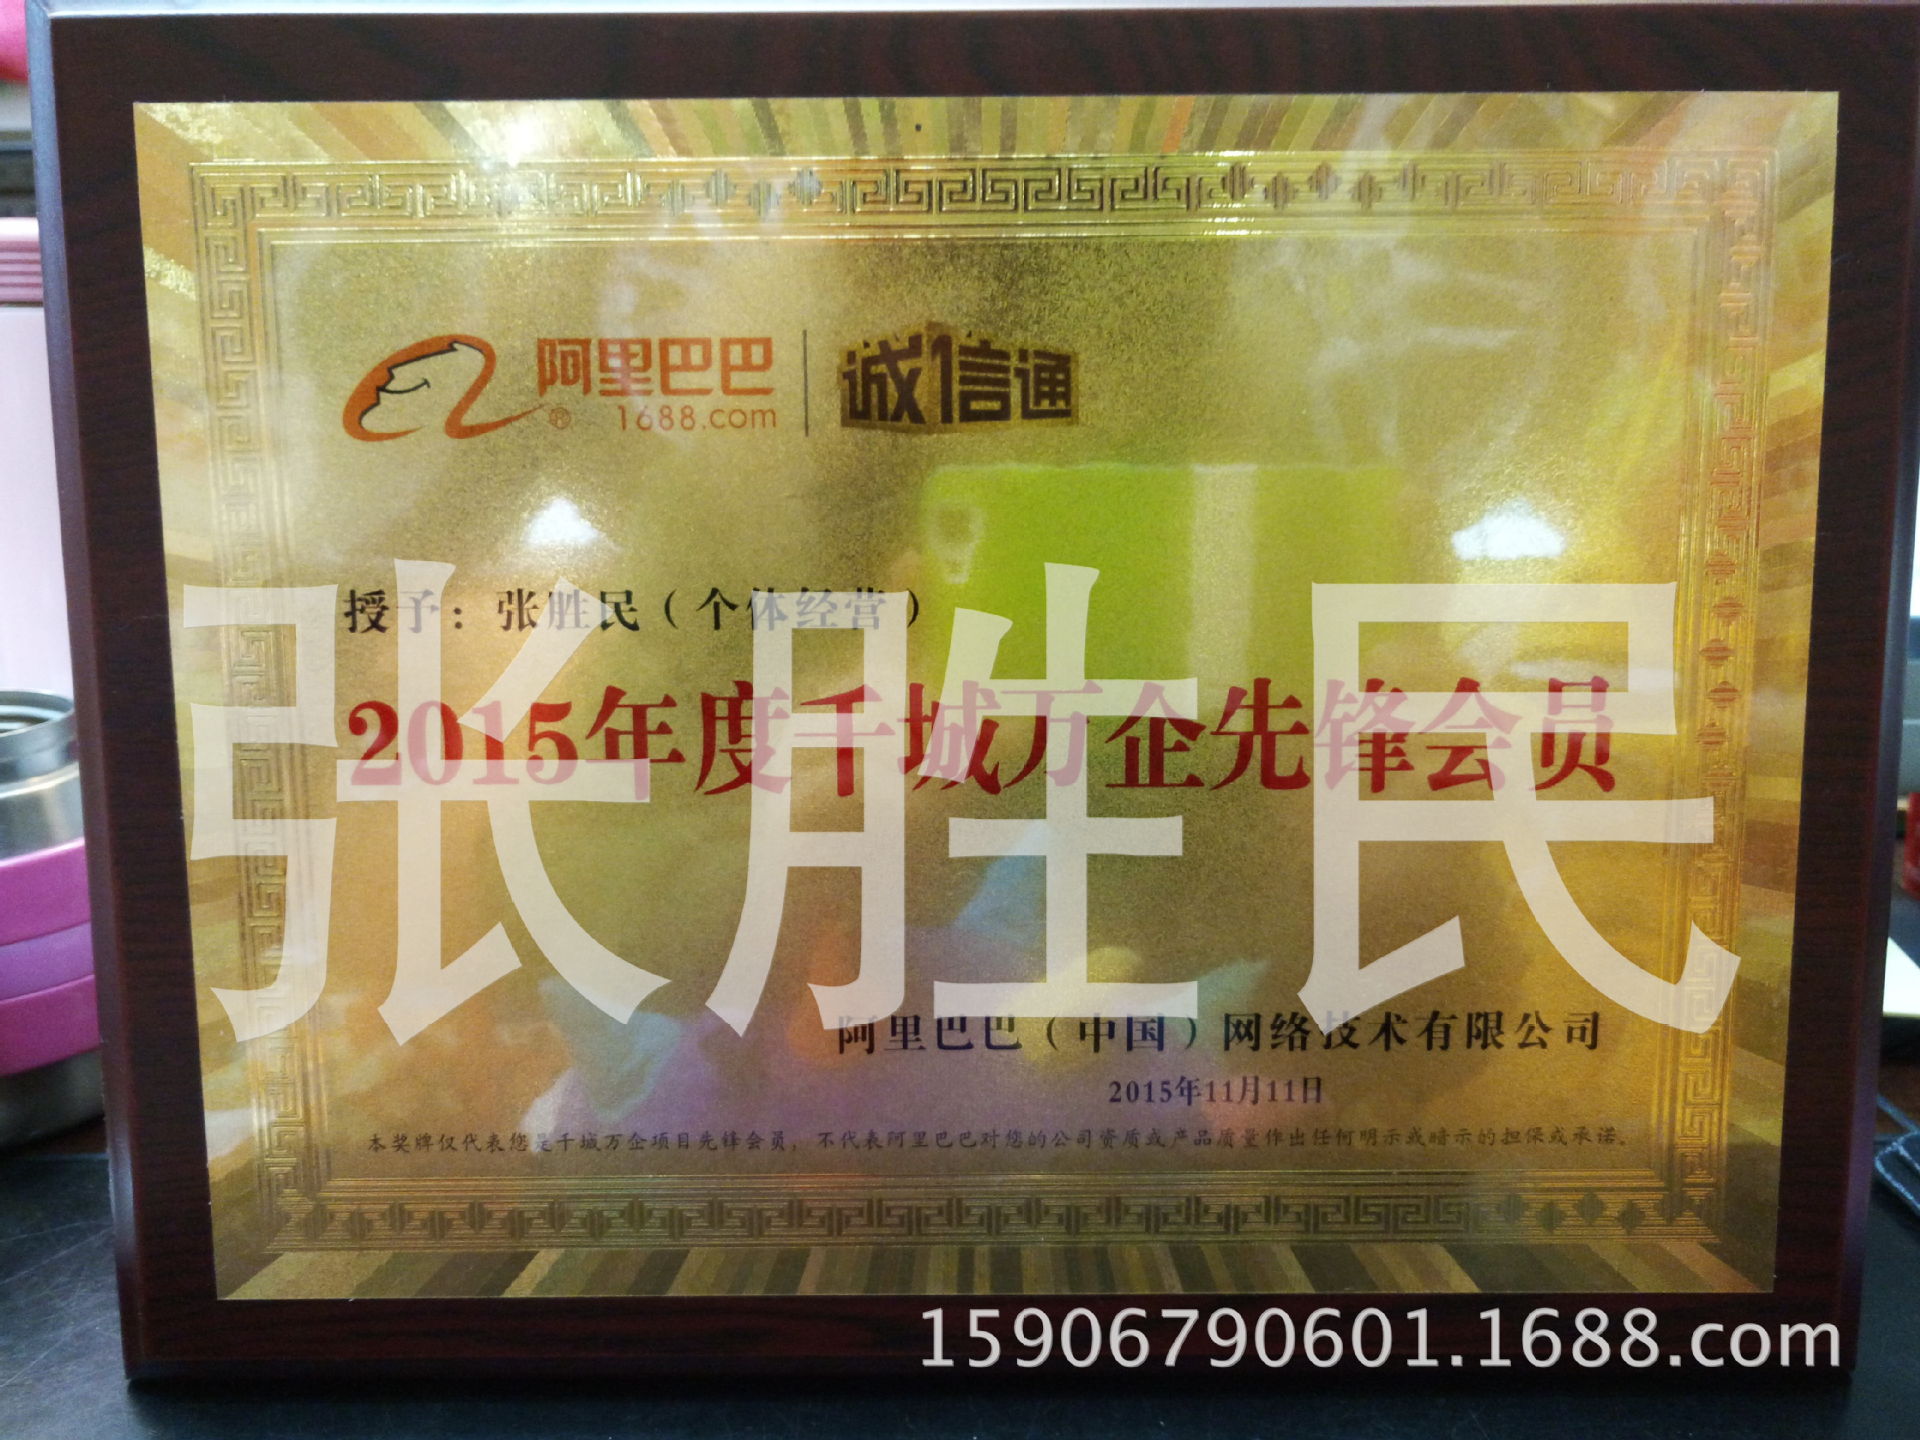 阿里巴巴 诚信通
1688.com
授予：张胜民（个体经营）
2015年度千城万企先锋会员
张胜民
阿里巴巴（中国）网络技术有限公司
2015年11月11日
本奖牌仅代表您是千城万企项目先锋会员，不代表阿里巴巴对您的公司资质或产品质量作出任何明示或暗示的担保或承诺。
15906790601.1688.com